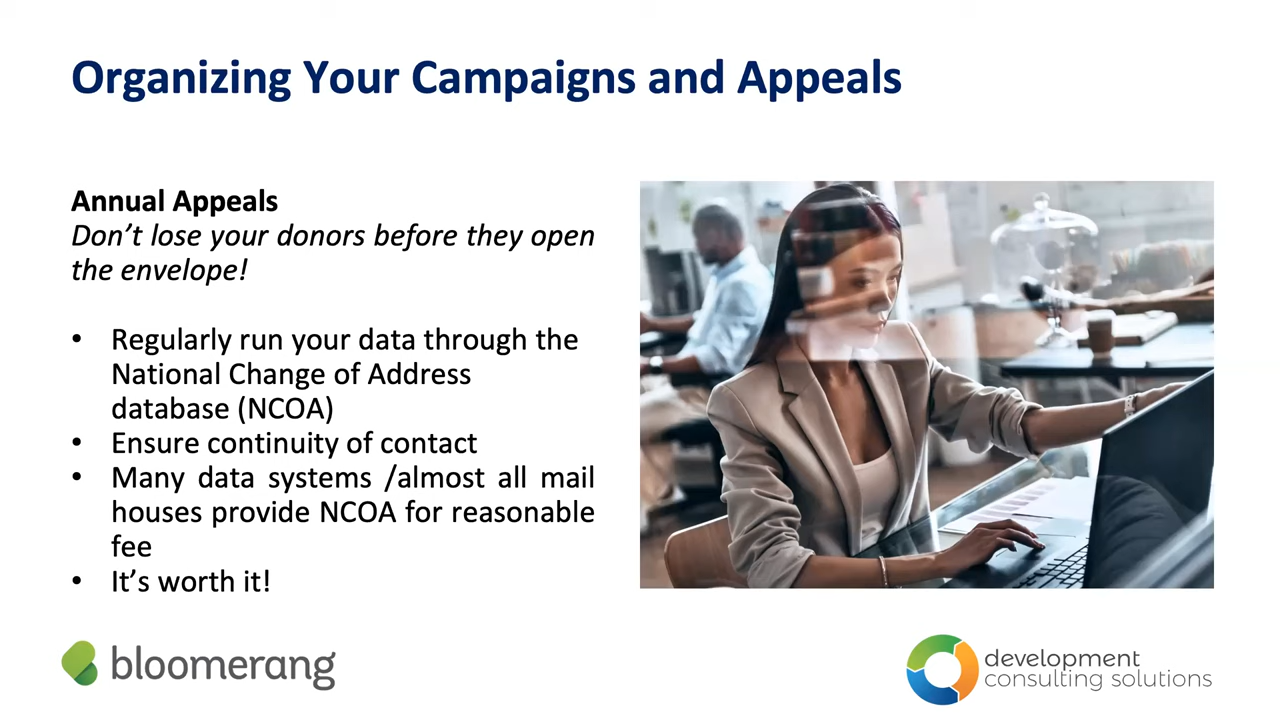 Organizing Your Campaigns and Appeals
Annual Appeals
Don’t lose your donors before they open
the envelope!
• Regularly run your data through the
National Change of Address
database (NCOA)
• Ensure continuity of contact
• Many data systems /almost all mail
houses provide NCOA for reasonable
fee
• It’s worth it!
bloomerang
development
consulting solutions